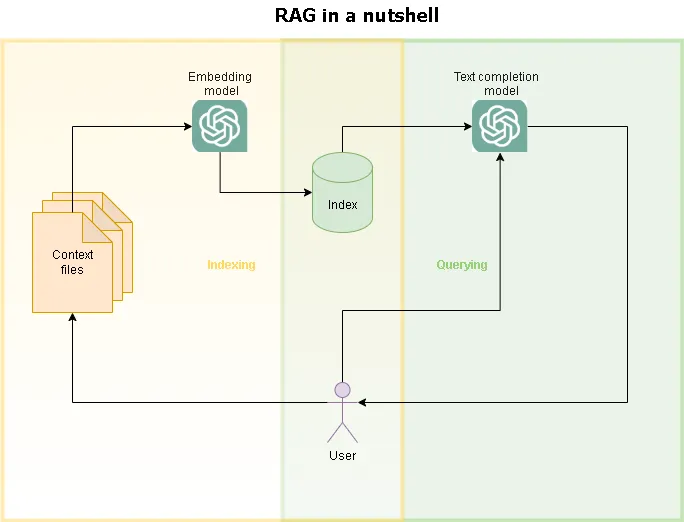 RAG in a nutshell
Embedding
model
Text completion
model
Index
Context
files
Indexing
Querying
User